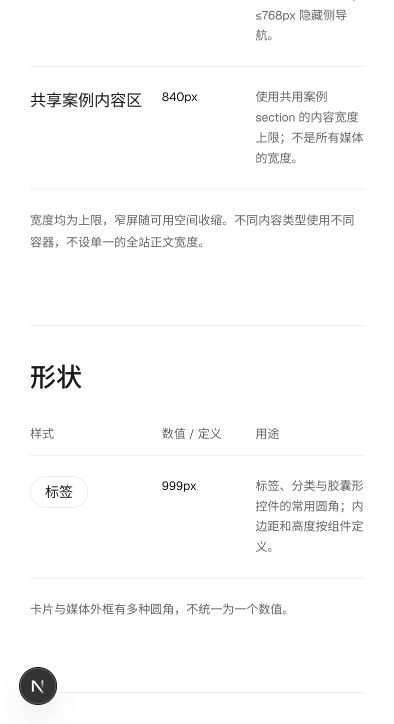 ≤768px 隐藏侧导
航。
共享案例内容区
840px
使用共用案例
section 的内容宽度
上限；不是所有媒体
的宽度。
宽度均为上限，窄屏随可用空间收缩。不同内容类型使用不同
容器，不设单一的全站正文宽度。
形状
样式
数值 / 定义
用途
标签
999px
标签、分类与胶囊形
控件的常用圆角；内
边距和高度按组件定
义。
卡片与媒体外框有多种圆角，不统一为一个数值。
N